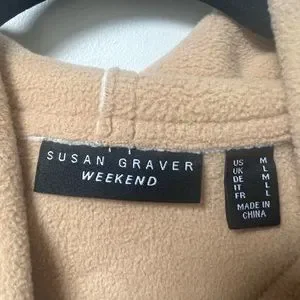 SUSAN GRAVER
WEEKEND
US M
UK L
DE M
IT L
FR L
MADE IN
CHINA